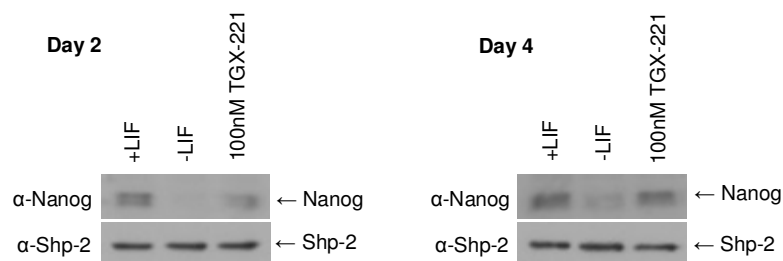 Day 2
+LIF
-LIF
100nM TGX-221
α-Nanog
← Nanog
α-Shp-2
← Shp-2
Day 4
+LIF
-LIF
100nM TGX-221
α-Nanog
← Nanog
α-Shp-2
← Shp-2